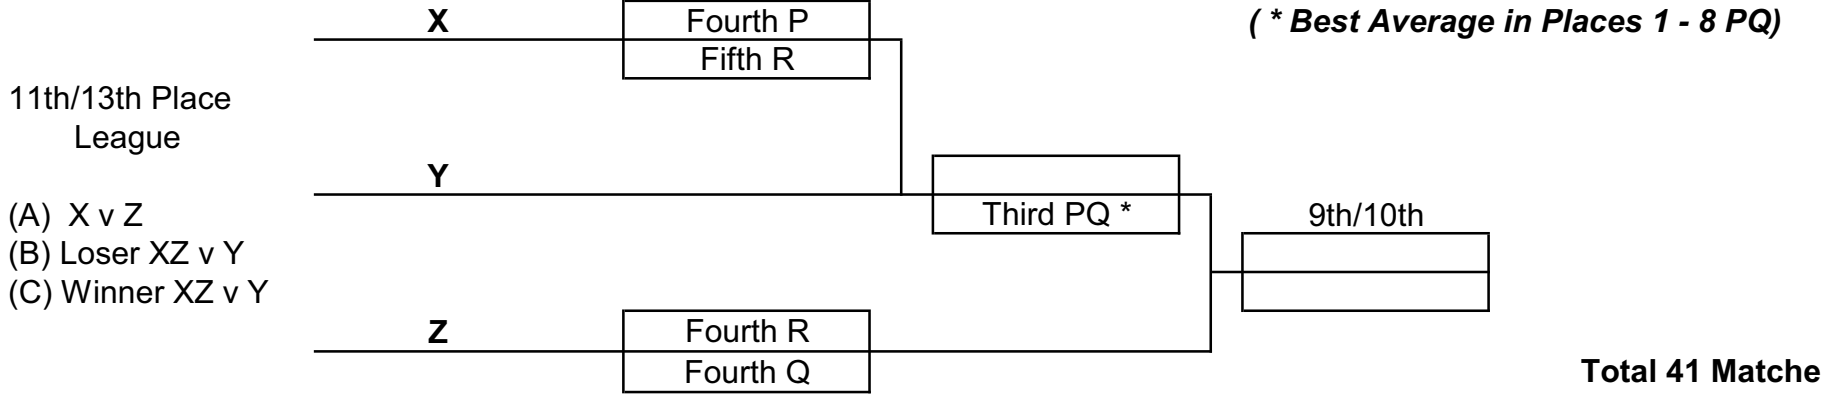 X
Fourth P
( * Best Average in Places 1 - 8 PQ)
Fifth R
11th/13th Place
League
Y
(A)  X v Z
Third PQ *
9th/10th
(B) Loser XZ v Y
(C) Winner XZ v Y
Z
Fourth R
Fourth Q
Total 41 Matche